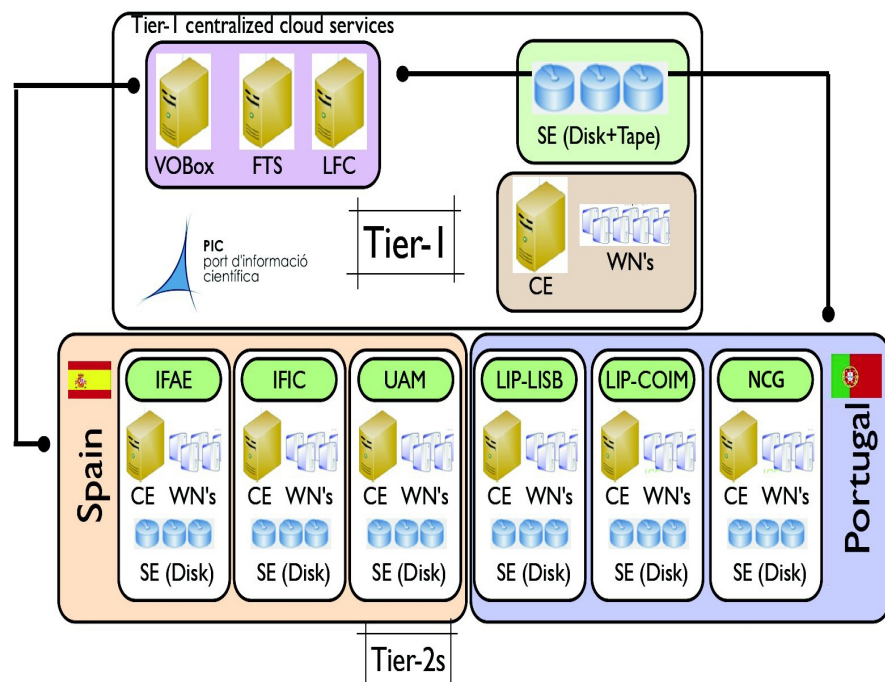 Tier-1 centralized cloud services
VOBox FTS LFC
SE (Disk+Tape)
PIC
port d'informació
científica
Tier-1
CE
WN's
Spain
IFAE
IFIC
UAM
LIP-LISB
LIP-COIM
NCG
Portugal
CE WN's
CE WN's
CE WN's
CE WN's
CE WN's
CE WN's
SE (Disk)
SE (Disk)
SE (Disk)
SE (Disk)
SE (Disk)
SE (Disk)
Tier-2s